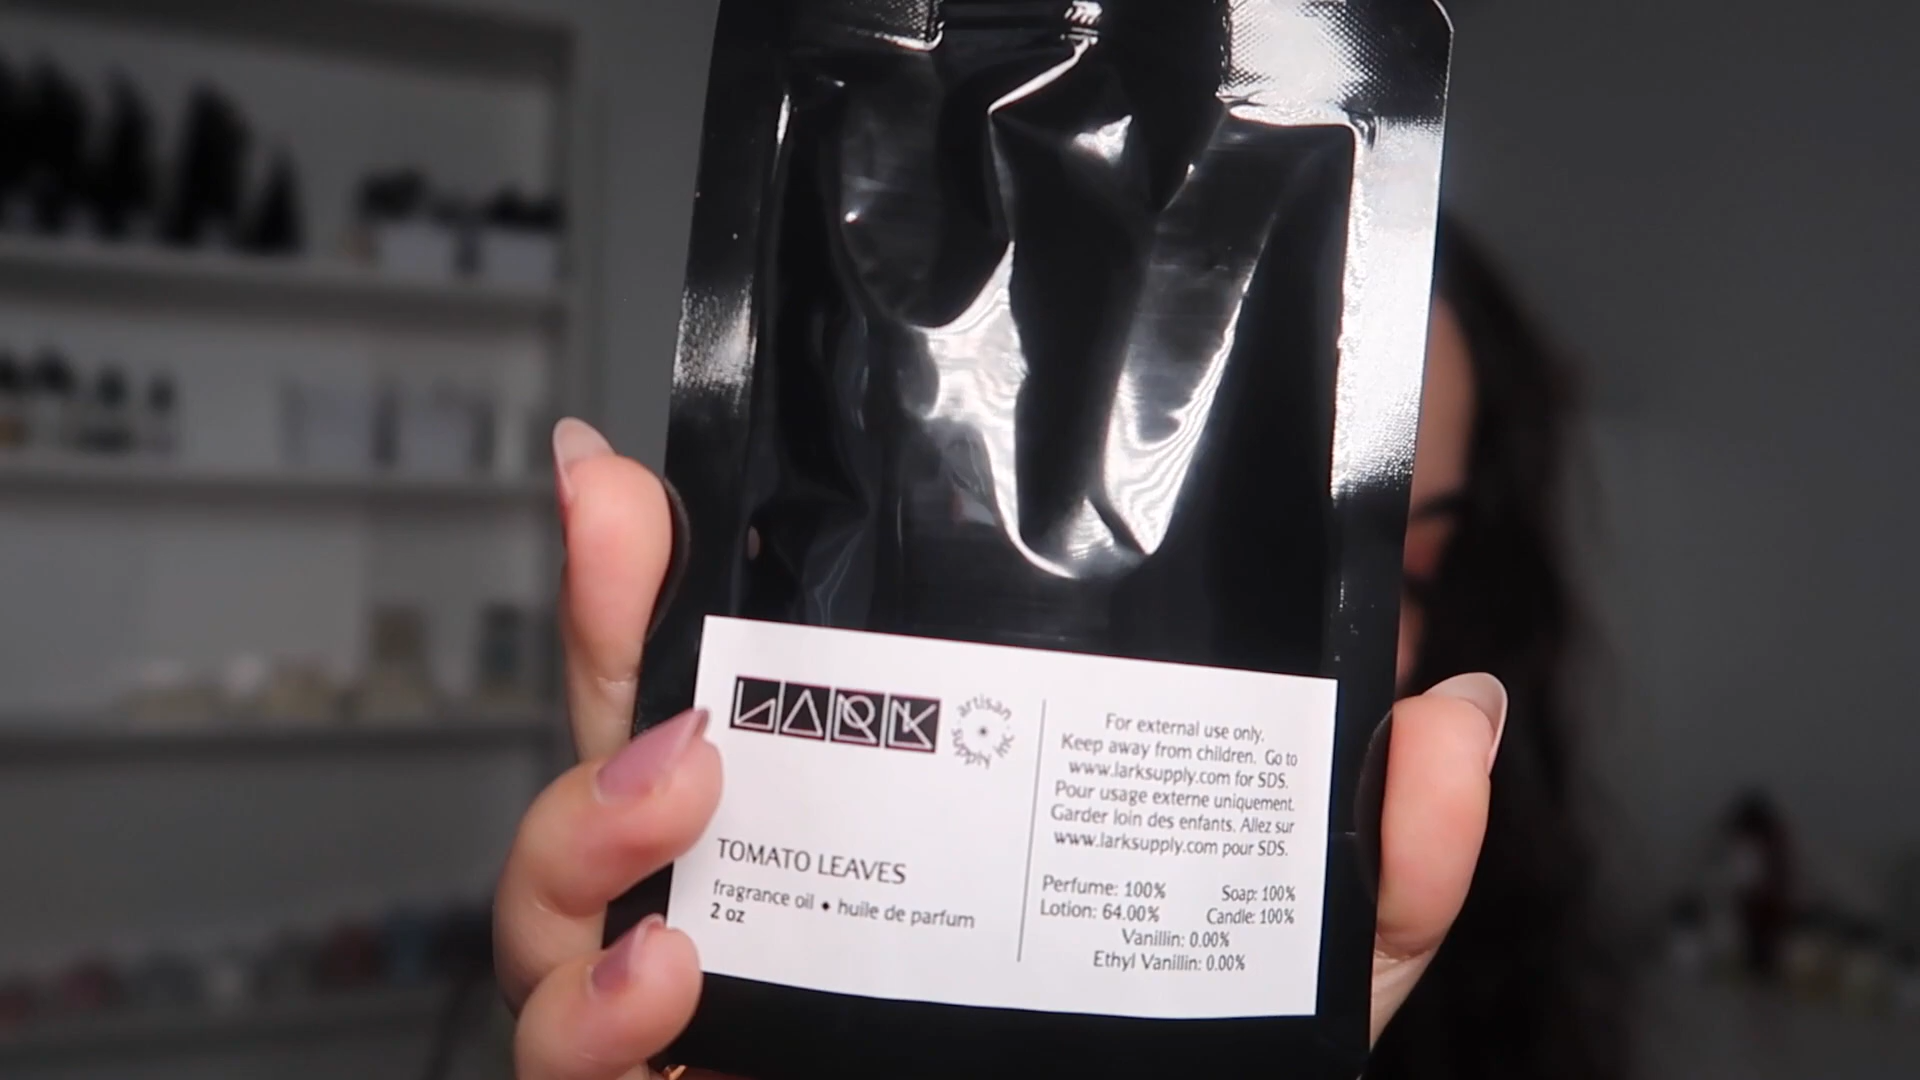 LARK
artisan supply inc
TOMATO LEAVES
fragrance oil ⬥ huile de parfum
2 oz
For external use only.
Keep away from children. Go to
www.larksupply.com for SDS.
Pour usage externe uniquement.
Garder loin des enfants. Allez sur
www.larksupply.com pour SDS.
Perfume: 100% Soap: 100%
Lotion: 64.00% Candle: 100%
Vanillin: 0.00%
Ethyl Vanillin: 0.00%